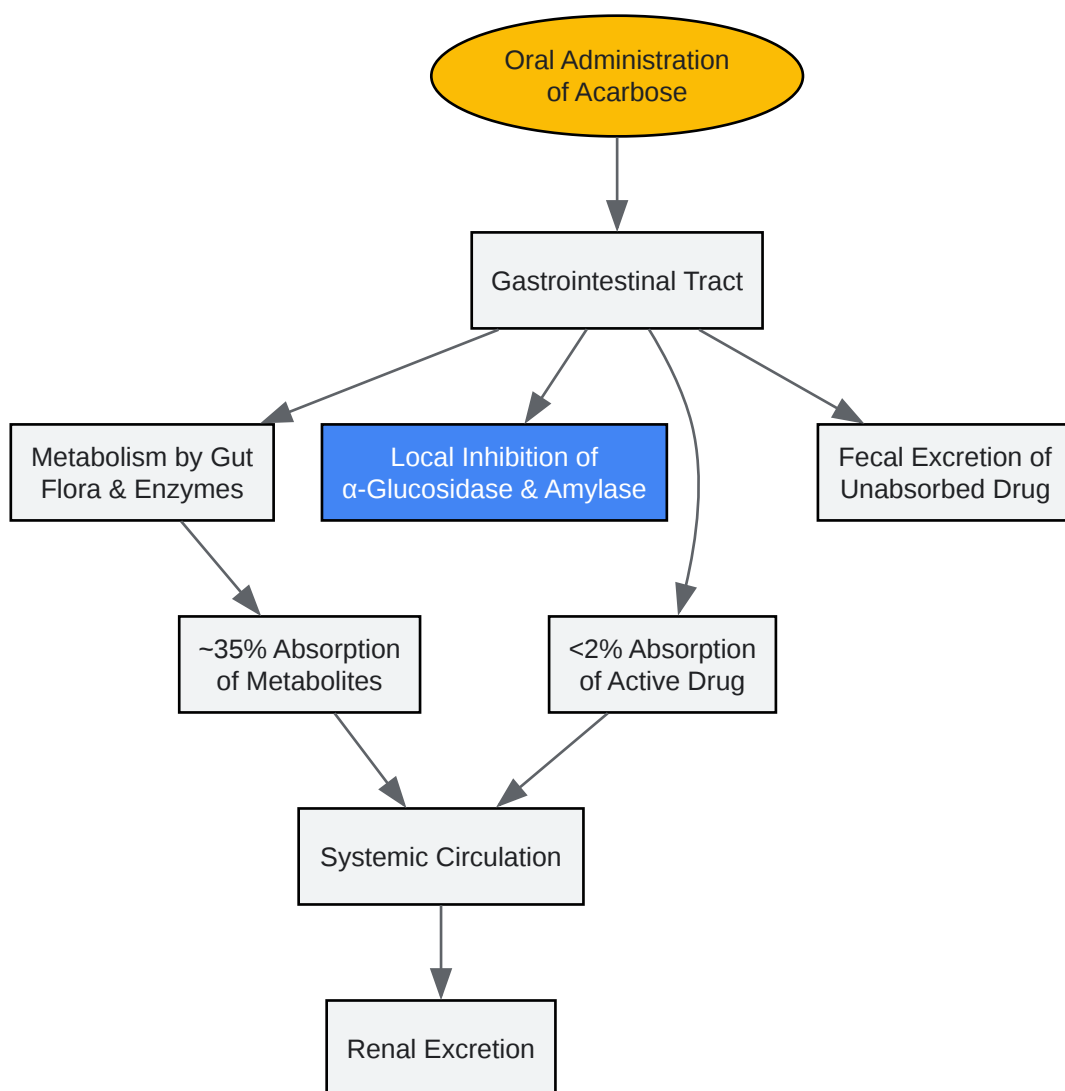 Oral Administration
of Acarbose
Gastrointestinal Tract
Metabolism by Gut
Flora & Enzymes
Local Inhibition of
α-Glucosidase & Amylase
Fecal Excretion of
Unabsorbed Drug
~35% Absorption
of Metabolites
<2% Absorption
of Active Drug
Systemic Circulation
Renal Excretion